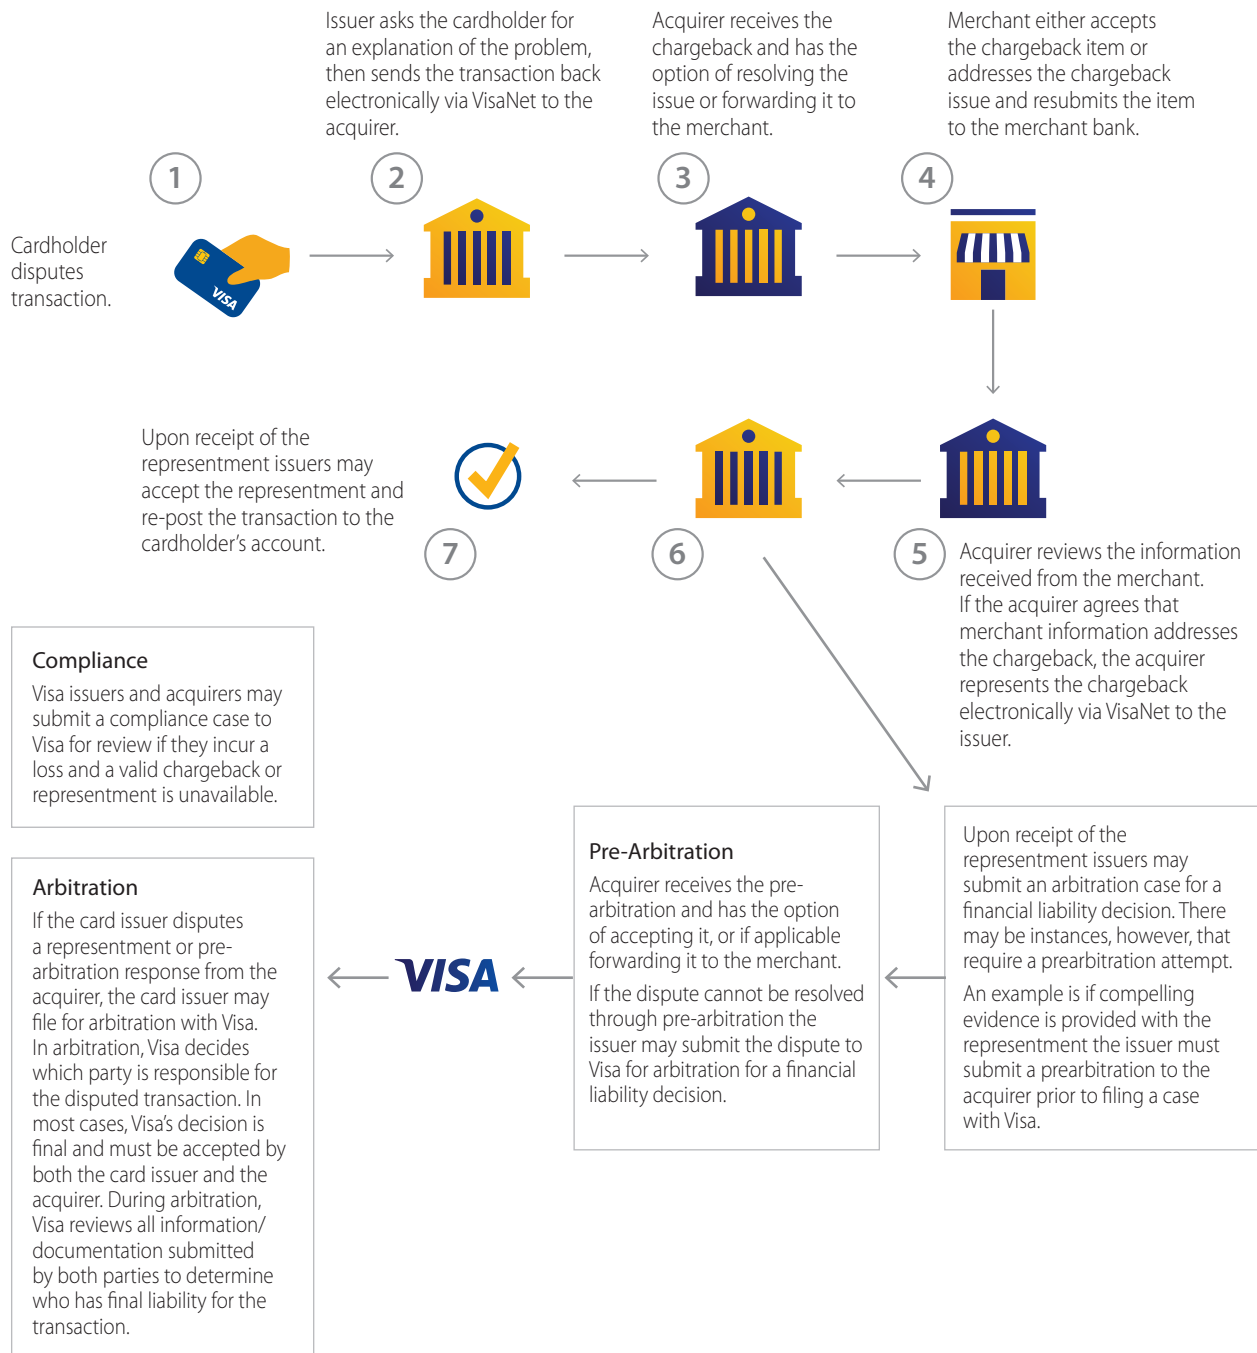 Issuer asks the cardholder for
an explanation of the problem,
then sends the transaction back
electronically via VisaNet to the
acquirer.
Acquirer receives the
chargeback and has the
option of resolving the
issue or forwarding it to
the merchant.
Merchant either accepts
the chargeback item or
addresses the chargeback
issue and resubmits the item
to the merchant bank.
1
2
3
4
Cardholder
disputes
transaction.
VISA
Upon receipt of the
representment issuers may
accept the representment and
re-post the transaction to the
cardholder’s account.
7
6
5
Acquirer reviews the information
received from the merchant.
If the acquirer agrees that
merchant information addresses
the chargeback, the acquirer
represents the chargeback
electronically via VisaNet to the
issuer.
Compliance
Visa issuers and acquirers may
submit a compliance case to
Visa for review if they incur a
loss and a valid chargeback or
representment is unavailable.
Arbitration
If the card issuer disputes
a representment or pre-
arbitration response from the
acquirer, the card issuer may
file for arbitration with Visa.
In arbitration, Visa decides
which party is responsible for
the disputed transaction. In
most cases, Visa’s decision is
final and must be accepted by
both the card issuer and the
acquirer. During arbitration,
Visa reviews all information/
documentation submitted
by both parties to determine
who has final liability for the
transaction.
VISA
Pre-Arbitration
Acquirer receives the pre-
arbitration and has the option
of accepting it, or if applicable
forwarding it to the merchant.
If the dispute cannot be resolved
through pre-arbitration the
issuer may submit the dispute to
Visa for arbitration for a financial
liability decision.
Upon receipt of the
representment issuers may
submit an arbitration case for a
financial liability decision. There
may be instances, however, that
require a prearbitration attempt.
An example is if compelling
evidence is provided with the
representment the issuer must
submit a prearbitration to the
acquirer prior to filing a case
with Visa.